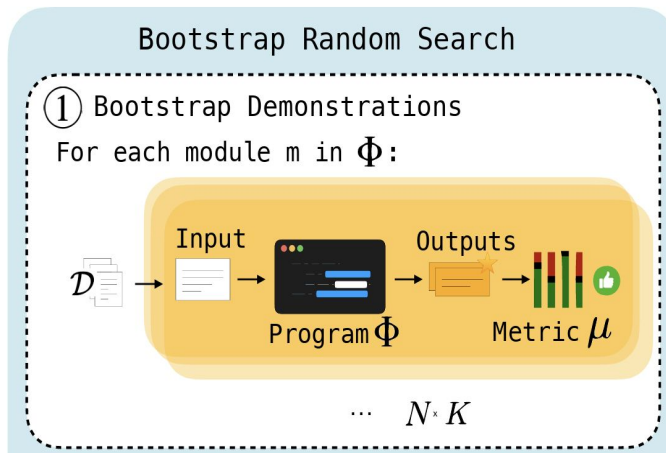 Bootstrap Random Search
① Bootstrap Demonstrations
For each module m in Φ:
Input
Outputs
𝒟
Program Φ
Metric μ
... N × K